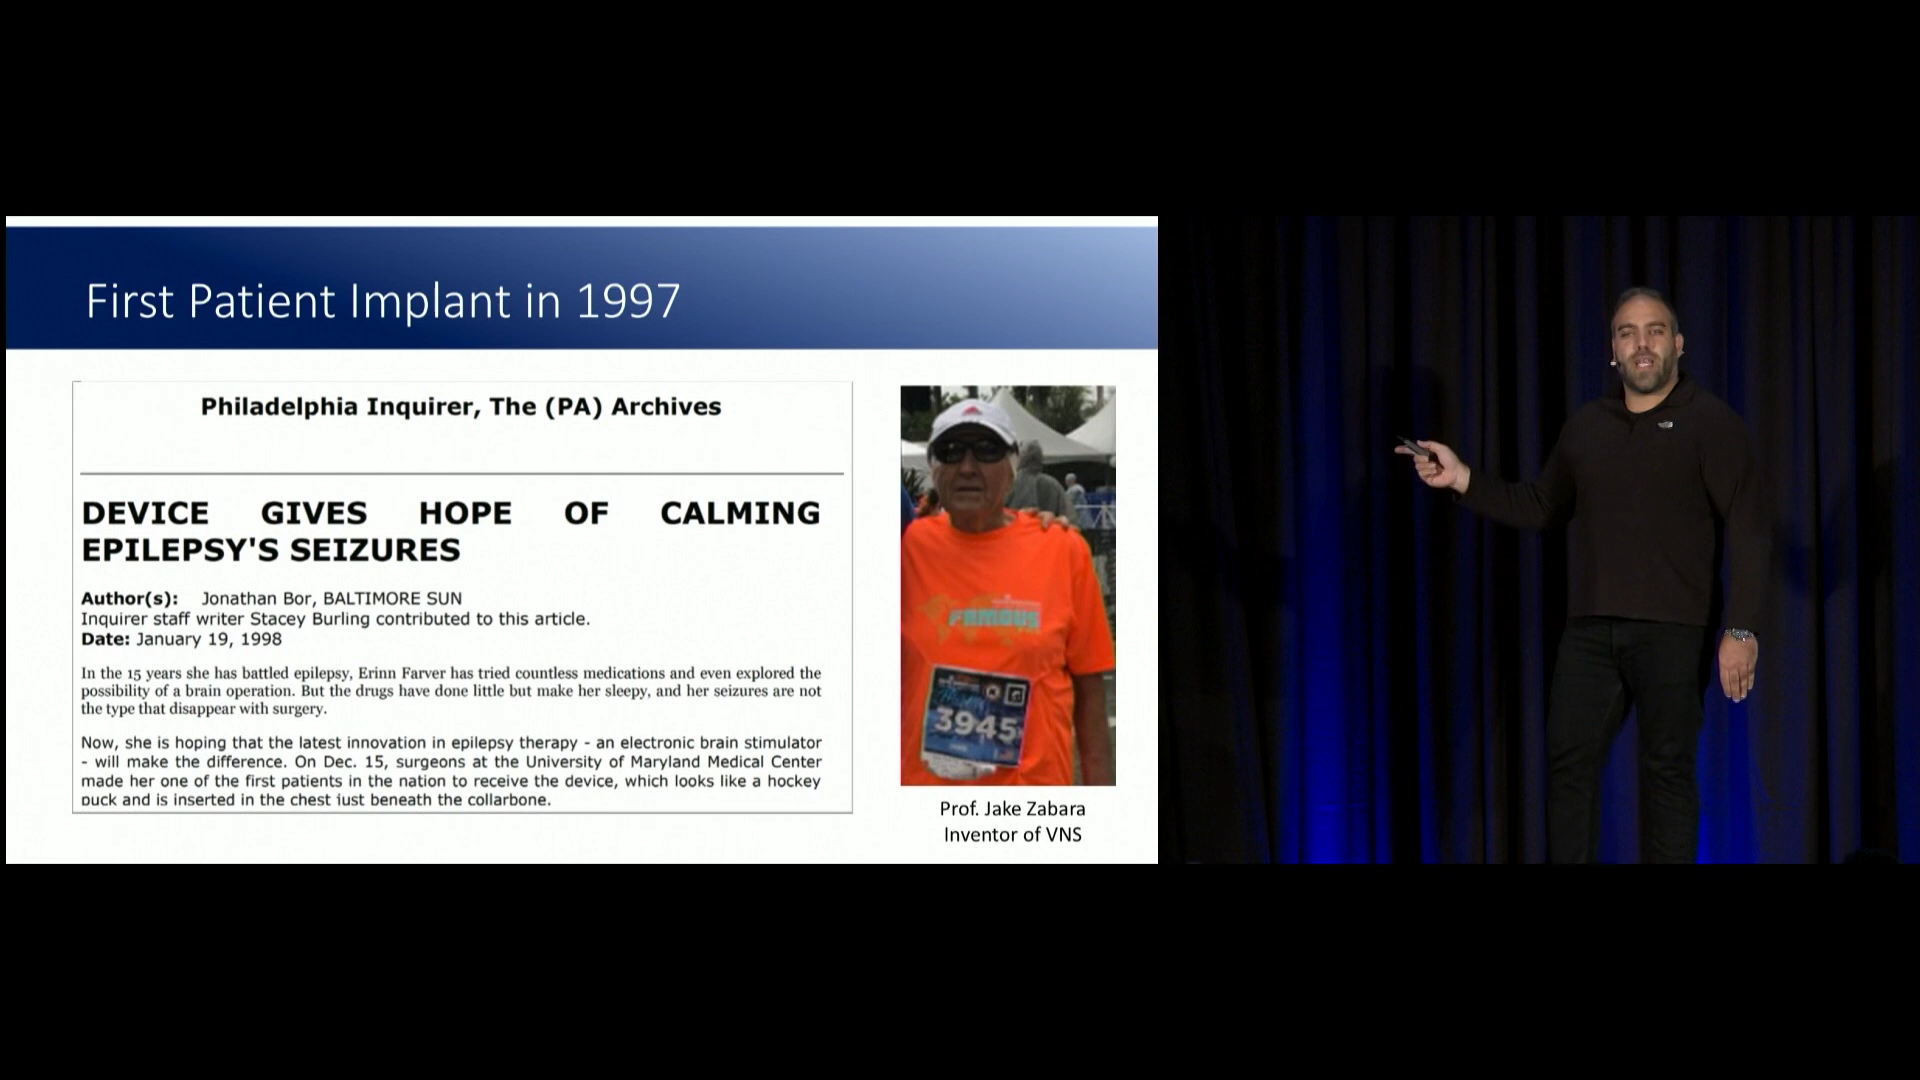 First Patient Implant in 1997
Philadelphia Inquirer, The (PA) Archives
DEVICE GIVES HOPE OF CALMING
EPILEPSY'S SEIZURES
Author(s): Jonathan Bor, BALTIMORE SUN
Inquirer staff writer Stacey Burling contributed to this article.
Date: January 19, 1998
In the 15 years she has battled epilepsy, Erinn Farver has tried countless medications and even explored the
possibility of a brain operation. But the drugs have done little but make her sleepy, and her seizures are not
the type that disappear with surgery.
Now, she is hoping that the latest innovation in epilepsy therapy - an electronic brain stimulator
- will make the difference. On Dec. 15, surgeons at the University of Maryland Medical Center
made her one of the first patients in the nation to receive the device, which looks like a hockey
puck and is inserted in the chest just beneath the collarbone.
FAMOUS
3945
Prof. Jake Zabara
Inventor of VNS